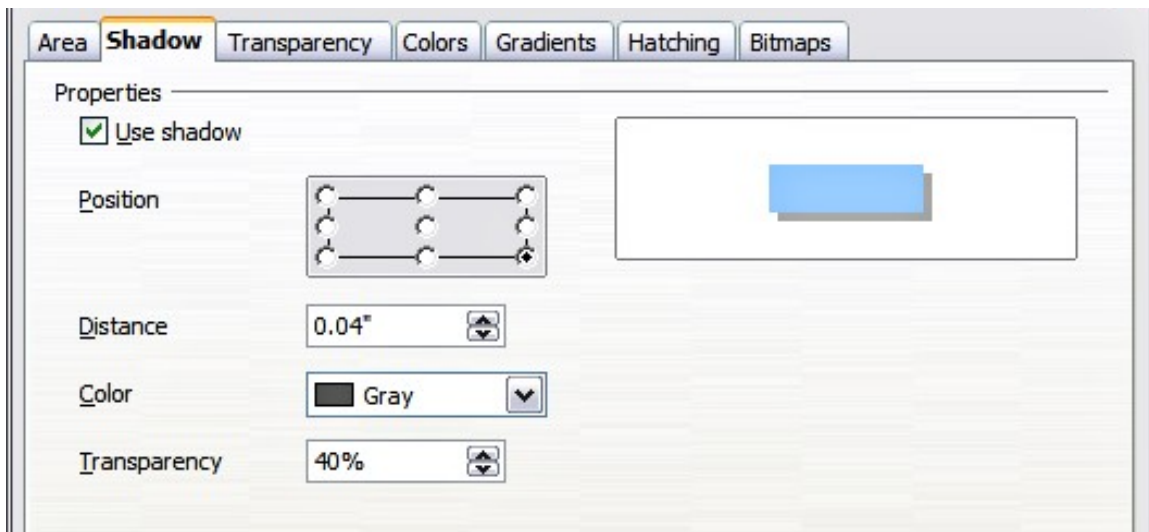 Area Shadow Transparency Colors Gradients Hatching Bitmaps
Properties
Use shadow
Position
Distance 0.04"
Color Gray
Transparency 40%